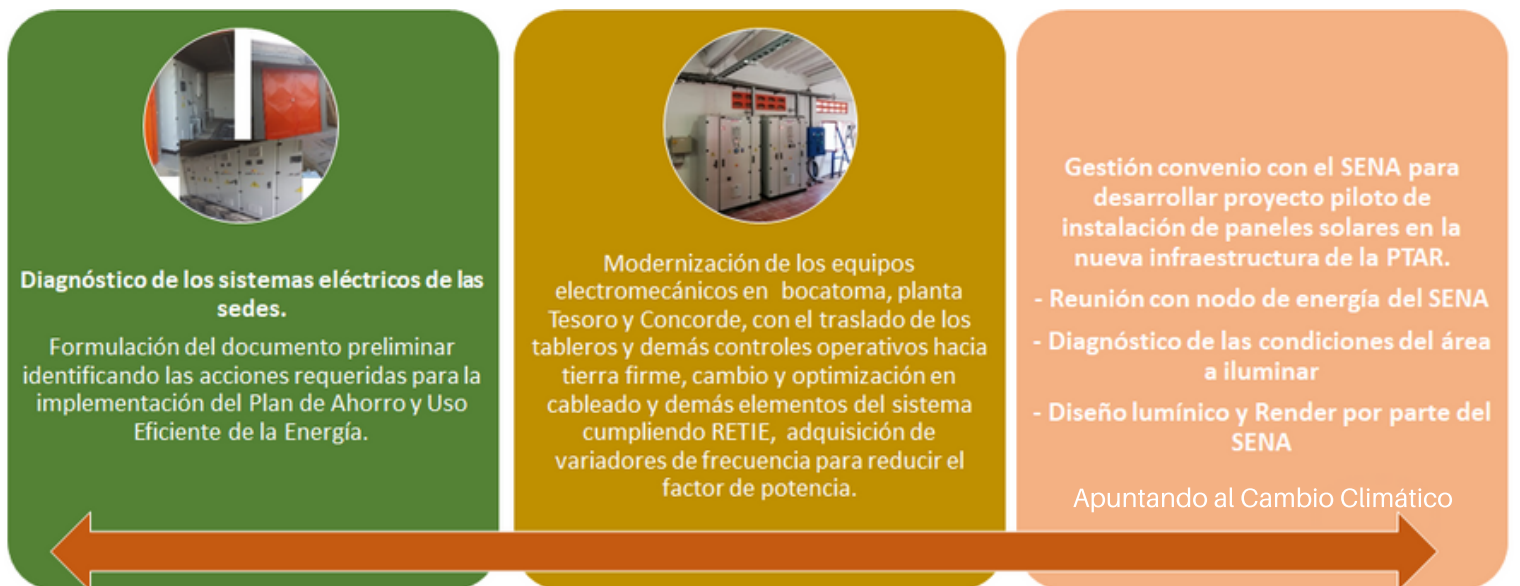 Diagnóstico de los sistemas eléctricos de las
sedes.
Formulación del documento preliminar
identificando las acciones requeridas para la
implementación del Plan de Ahorro y Uso
Eficiente de la Energía.
Modernización de los equipos
electromecánicos en bocatoma, planta
Tesoro y Concorde, con el traslado de los
tableros y demás controles operativos hacia
tierra firme, cambio y optimización en
cableado y demás elementos del sistema
cumpliendo RETIE, adquisición de
variadores de frecuencia para reducir el
factor de potencia.
Gestión convenio con el SENA para
desarrollar proyecto piloto de
instalación de paneles solares en la
nueva infraestructura de la PTAR.
- Reunión con nodo de energía del SENA
- Diagnóstico de las condiciones del área
a iluminar
- Diseño lumínico y Render por parte del
SENA
Apuntando al Cambio Climático